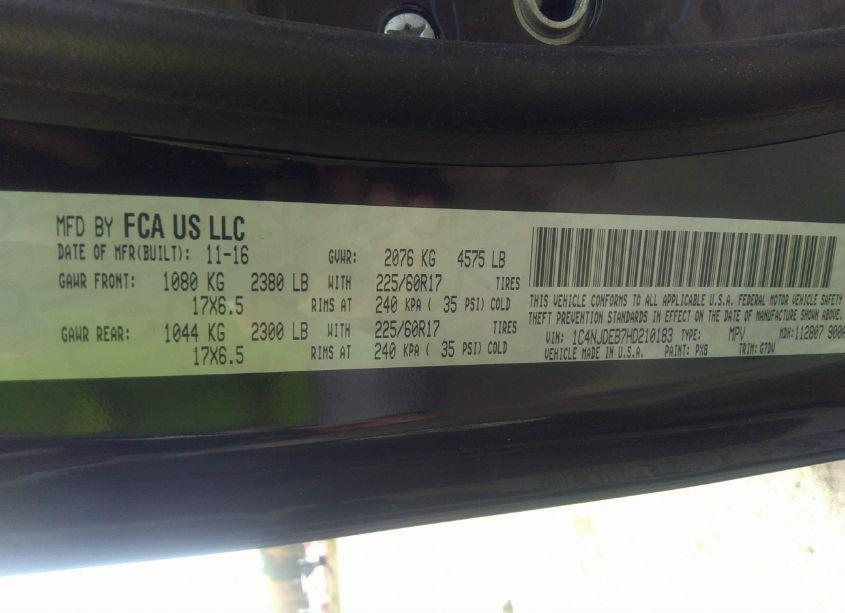 MFD BY FCA US LLC
DATE OF MFR(BUILT): 11-16 GVWR: 2076 KG 4575 LB
GAWR FRONT: 1080 KG 2380 LB WITH 225/60R17 TIRES
17X6.5 RIMS AT 240 KPA ( 35 PSI) COLD
GAWR REAR: 1044 KG 2300 LB WITH 225/60R17 TIRES
17X6.5 RIMS AT 240 KPA ( 35 PSI) COLD
THIS VEHICLE CONFORMS TO ALL APPLICABLE U.S.A. FEDERAL MOTOR VEHICLE SAFETY
THEFT PREVENTION STANDARDS IN EFFECT ON THE DATE OF MANUFACTURE SHOWN ABOVE.
VIN: 1C4NJDEB7HD210183 TYPE: MPV MDH: 112807 900A
VEHICLE MADE IN U.S.A. PAINT: PX8 TRIM: G7DW